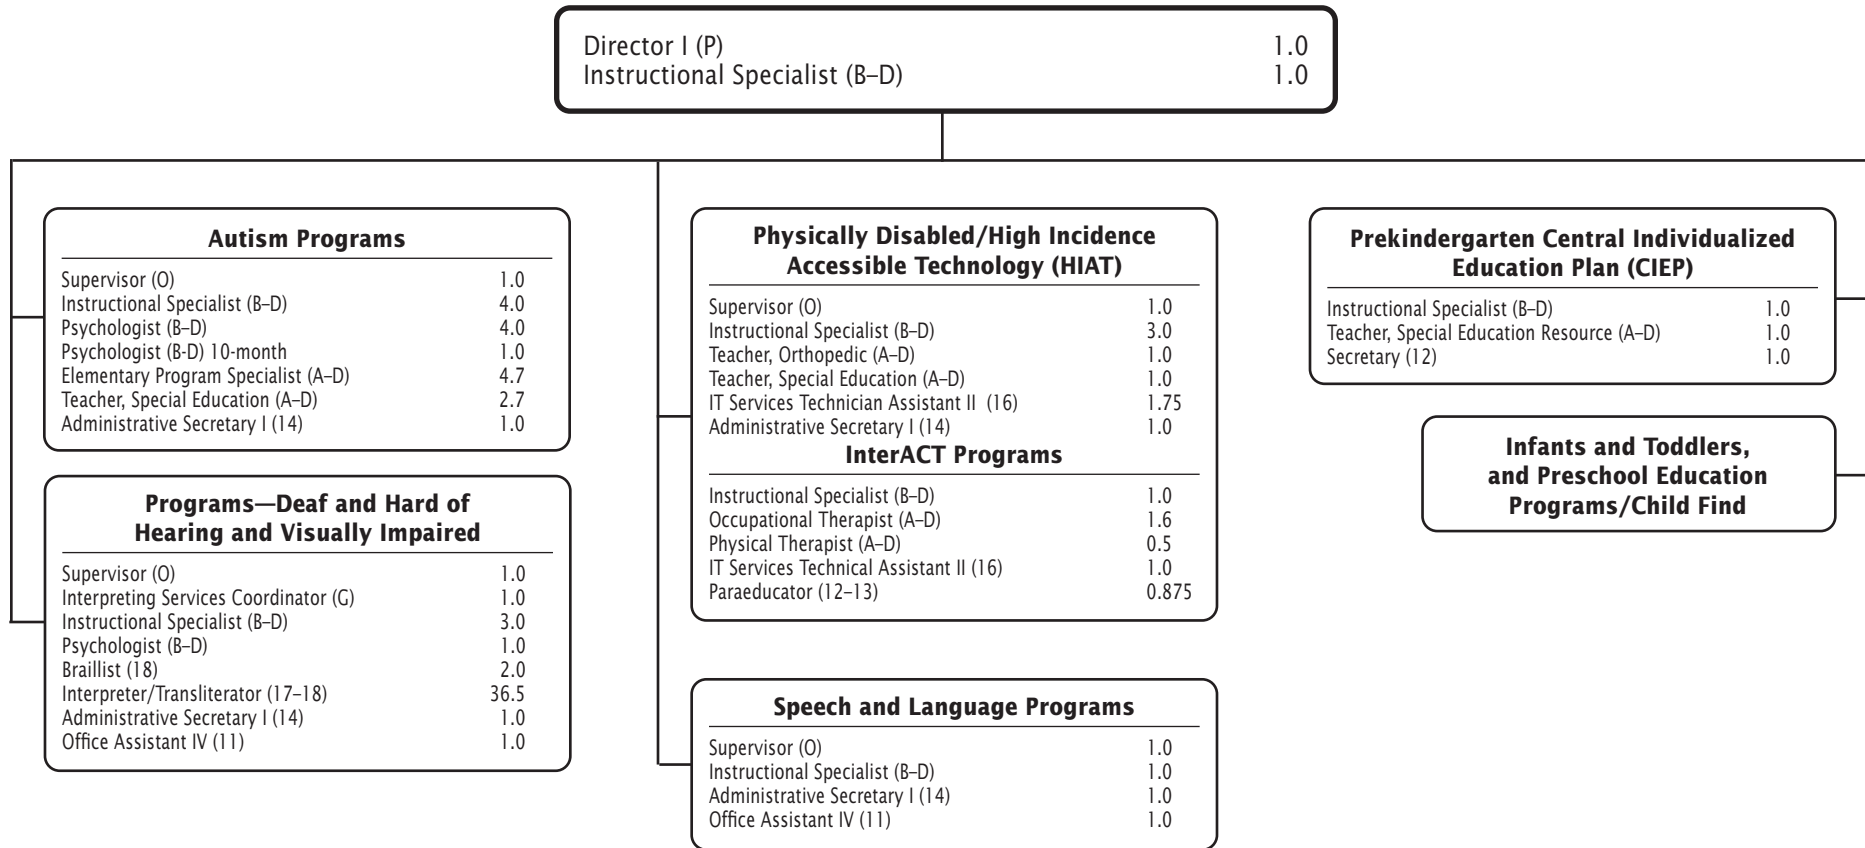 Director I (P) 1.0
Instructional Specialist (B–D) 1.0
Autism Programs
Supervisor (O) 1.0
Instructional Specialist (B–D) 4.0
Psychologist (B–D) 4.0
Psychologist (B-D) 10-month 1.0
Elementary Program Specialist (A–D) 4.7
Teacher, Special Education (A–D) 2.7
Administrative Secretary I (14) 1.0
Programs—Deaf and Hard of
Hearing and Visually Impaired
Supervisor (O) 1.0
Interpreting Services Coordinator (G) 1.0
Instructional Specialist (B–D) 3.0
Psychologist (B–D) 1.0
Braillist (18) 2.0
Interpreter/Transliterator (17–18) 36.5
Administrative Secretary I (14) 1.0
Office Assistant IV (11) 1.0
Physically Disabled/High Incidence
Accessible Technology (HIAT)
Supervisor (O) 1.0
Instructional Specialist (B–D) 3.0
Teacher, Orthopedic (A–D) 1.0
Teacher, Special Education (A–D) 1.0
IT Services Technician Assistant II (16) 1.75
Administrative Secretary I (14) 1.0
InterACT Programs
Instructional Specialist (B–D) 1.0
Occupational Therapist (A–D) 1.6
Physical Therapist (A–D) 0.5
IT Services Technical Assistant II (16) 1.0
Paraeducator (12–13) 0.875
Speech and Language Programs
Supervisor (O) 1.0
Instructional Specialist (B–D) 1.0
Administrative Secretary I (14) 1.0
Office Assistant IV (11) 1.0
Prekindergarten Central Individualized
Education Plan (CIEP)
Instructional Specialist (B–D) 1.0
Teacher, Special Education Resource (A–D) 1.0
Secretary (12) 1.0
Infants and Toddlers,
and Preschool Education
Programs/Child Find